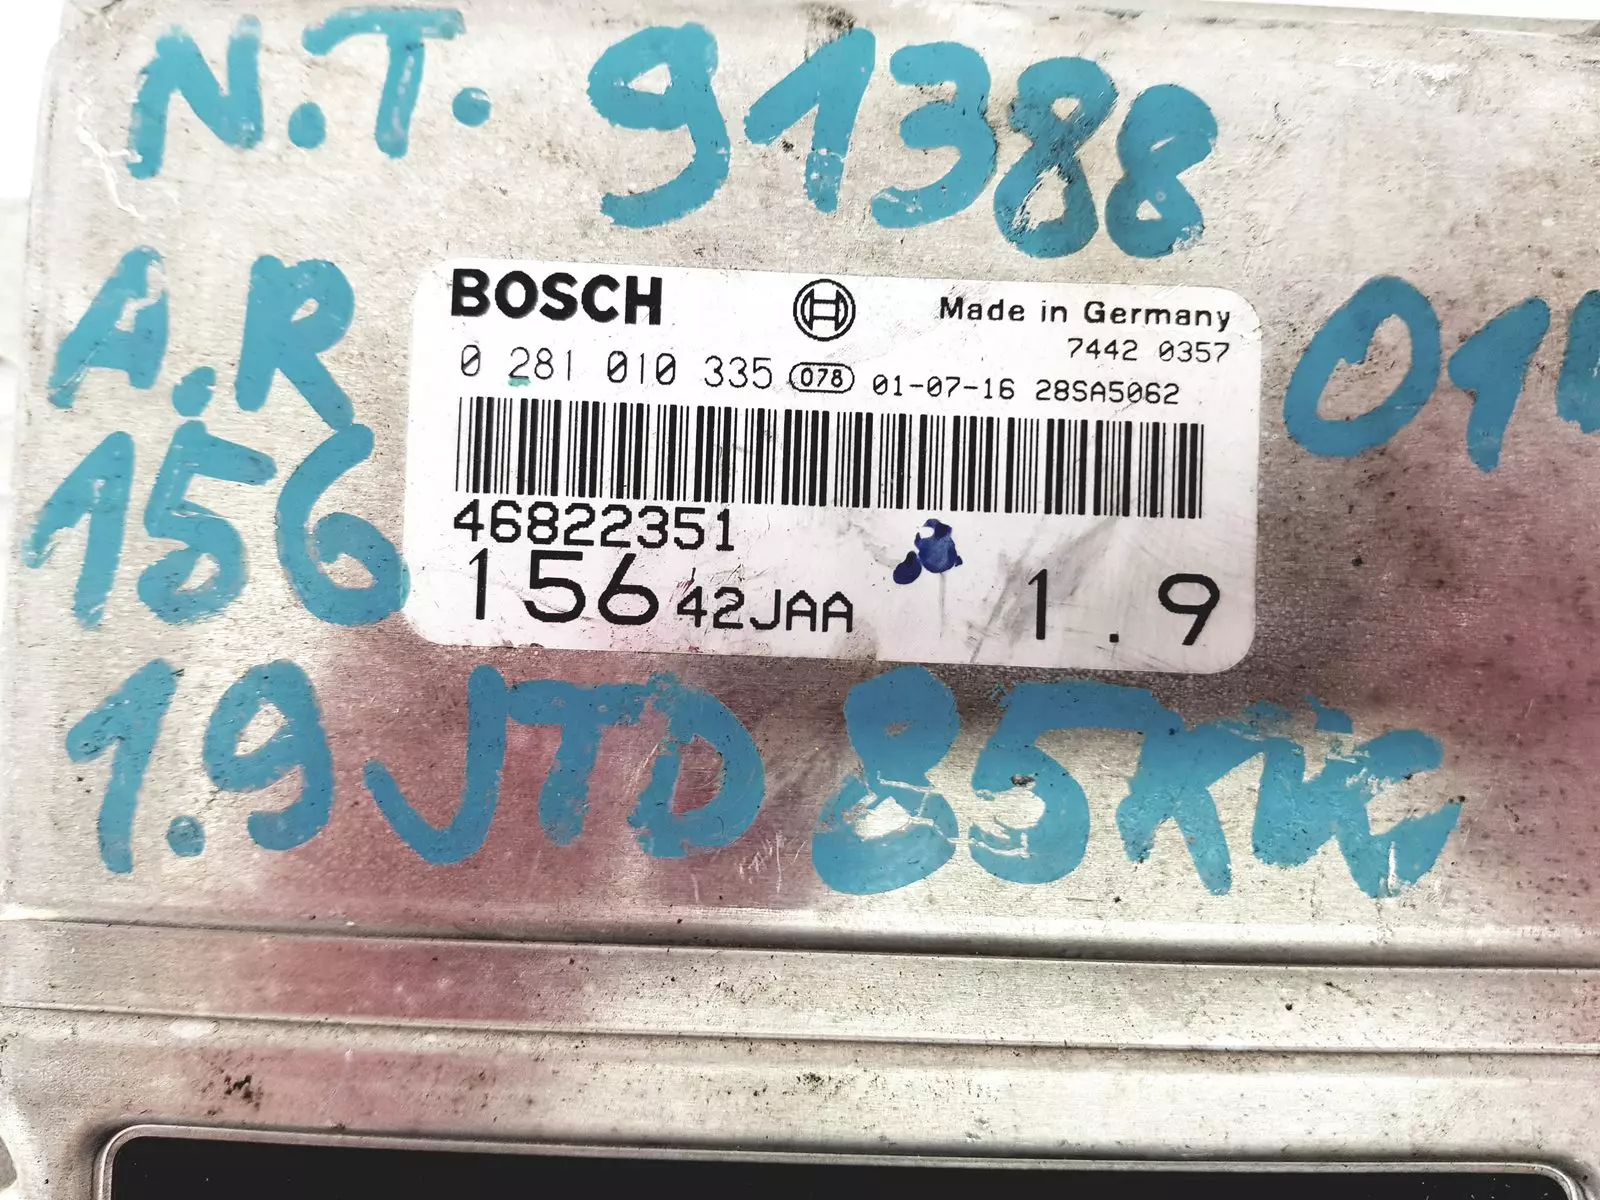 N.T. 91388
A.R
156
01
BOSCH
Made in Germany
7442 0357
0 281 010 335 078 01-07-16 28SA5062
46822351
156 42JAA 1.9
1.9 JTD 85KW